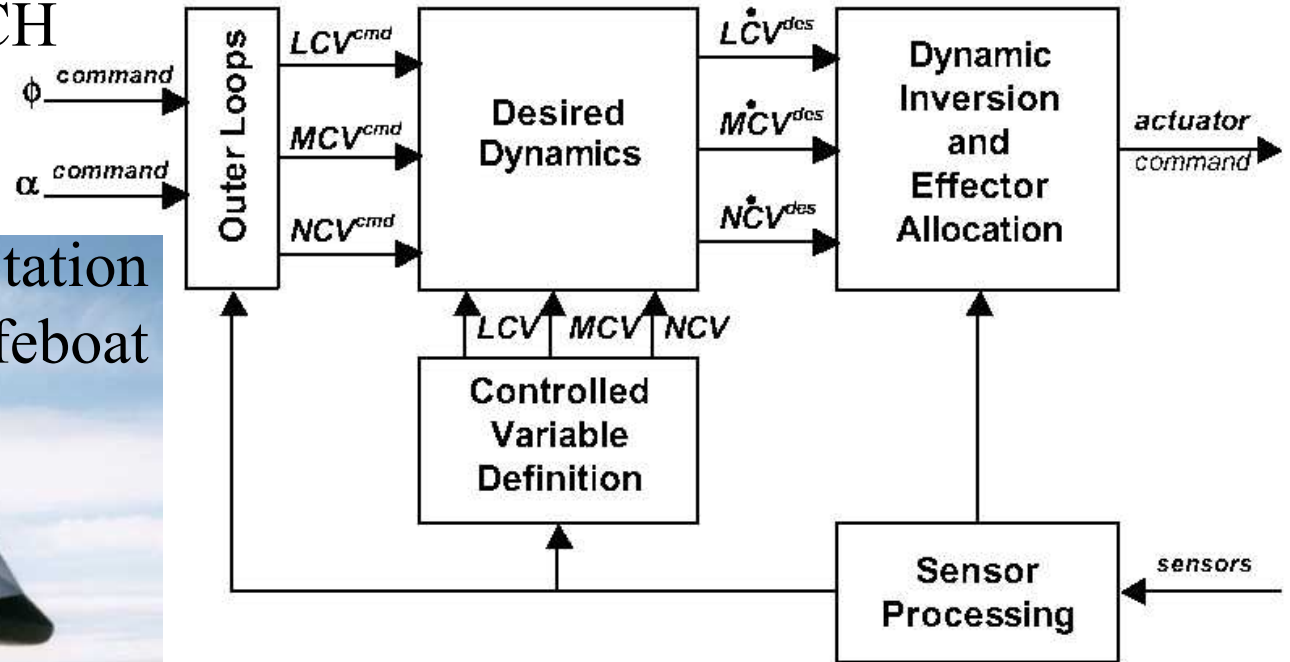 CH
ϕ command
α command
Outer Loops
LCV^cmd
MCV^cmd
NCV^cmd
Desired
Dynamics
LĊV^des
MĊV^des
NĊV^des
Dynamic
Inversion
and
Effector
Allocation
actuator
command
tation
feboat
LCV MCV NCV
Controlled
Variable
Definition
Sensor
Processing
sensors